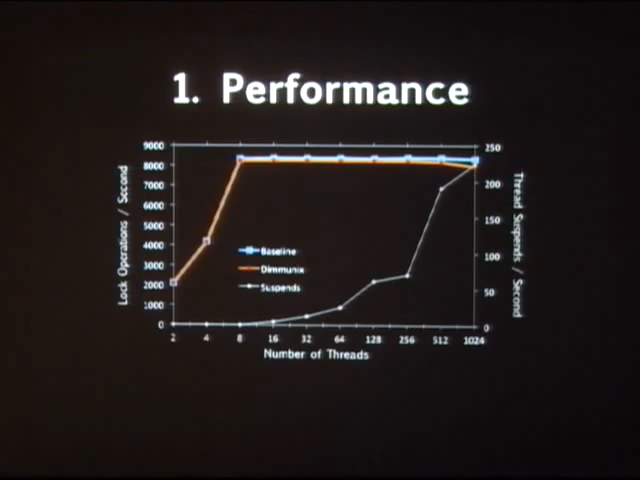 1. Performance
9000
8000
7000
6000
5000
4000
3000
2000
1000
0
Lock Operations / Second
250
200
150
100
50
0
Thread Suspends / Second
Baseline
Dimmunix
Suspends
2 4 8 16 32 64 128 256 512 1024
Number of Threads